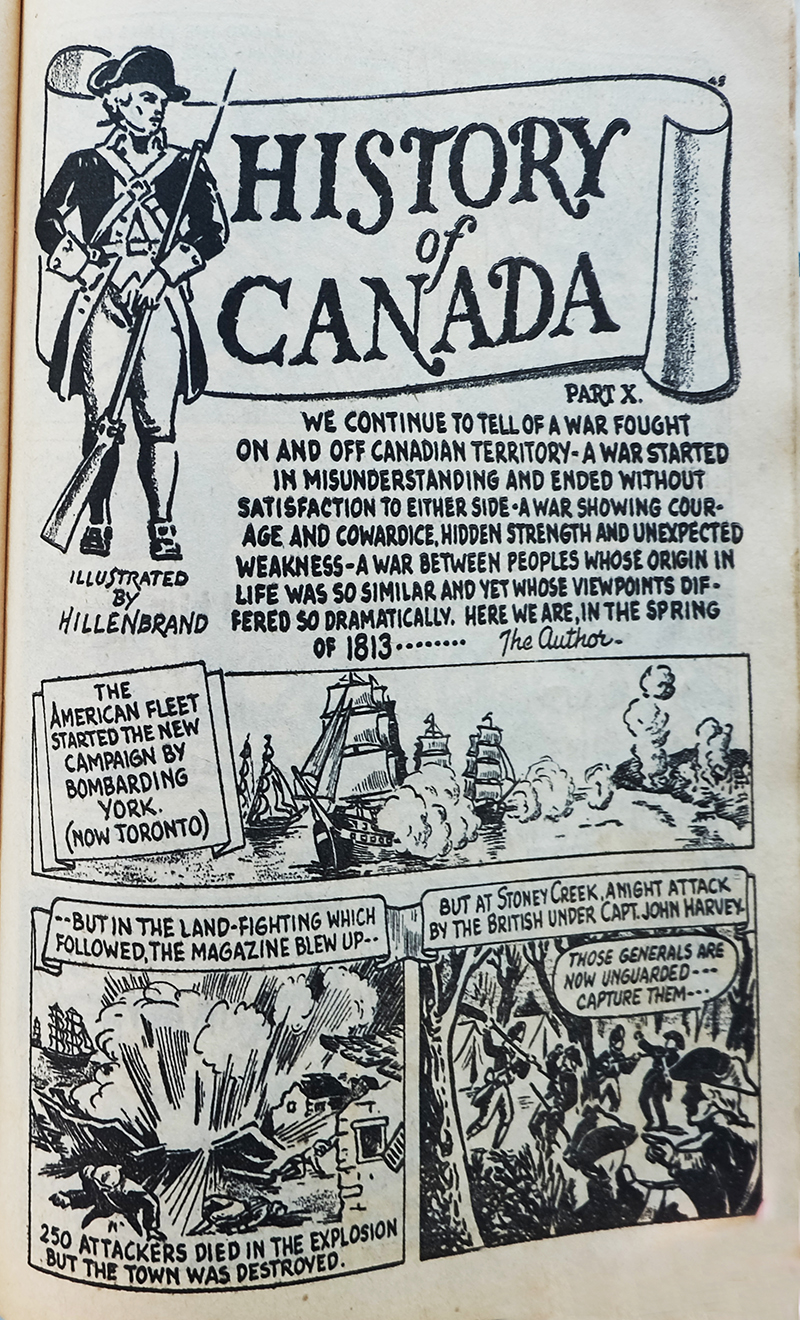 48
HISTORY
of
CANADA
PART X.
WE CONTINUE TO TELL OF A WAR FOUGHT
ON AND OFF CANADIAN TERRITORY-A WAR STARTED
IN MISUNDERSTANDING AND ENDED WITHOUT
SATISFACTION TO EITHER SIDE-A WAR SHOWING COUR-
AGE AND COWARDICE, HIDDEN STRENGTH AND UNEXPECTED
WEAKNESS-A WAR BETWEEN PEOPLES WHOSE ORIGIN IN
LIFE WAS SO SIMILAR AND YET WHOSE VIEWPOINTS DIF-
FERED SO DRAMATICALLY. HERE WE ARE, IN THE SPRING
OF 1813········ The Author-
ILLUSTRATED
BY
HILLENBRAND
THE
AMERICAN FLEET
STARTED THE NEW
CAMPAIGN BY
BOMBARDING
YORK.
(NOW TORONTO)
--BUT IN THE LAND-FIGHTING WHICH
FOLLOWED, THE MAGAZINE BLEW UP--
250 ATTACKERS DIED IN THE EXPLOSION
BUT THE TOWN WAS DESTROYED.
BUT AT STONEY CREEK, A NIGHT ATTACK
BY THE BRITISH UNDER CAPT. JOHN HARVEY-
THOSE GENERALS ARE
NOW UNGUARDED---
CAPTURE THEM---